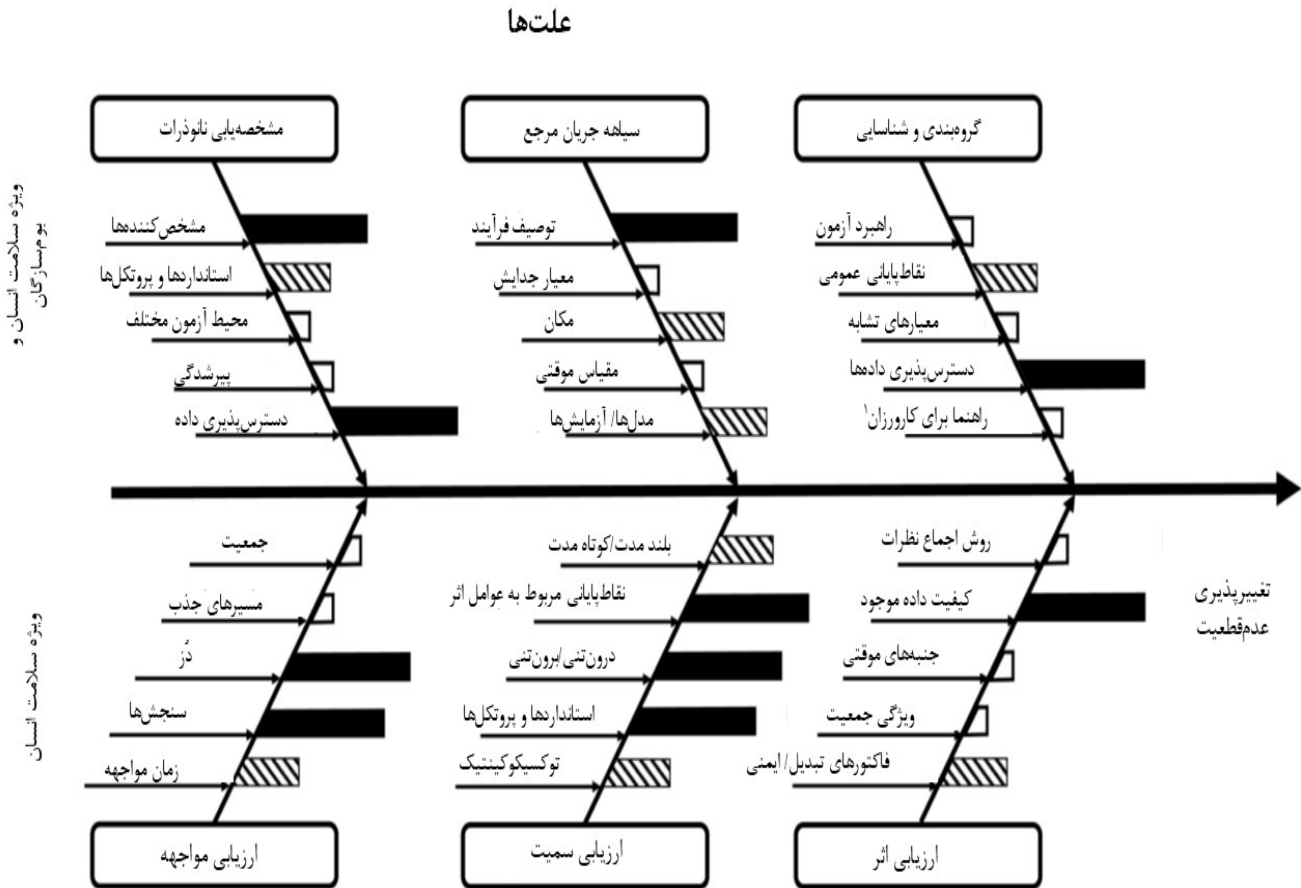 علت‌ها
گروه‌بندی و شناسایی
سیاهه جریان مرجع
مشخصه‌یابی نانوذرات
ویژه سلامت انسان و
بوم‌سازگان
راهبرد آزمون
نقاط‌پایانی عمومی
معیارهای تشابه
دسترس‌پذیری داده‌ها
راهنما برای کارورزان۱
توصیف فرآیند
معیار جدایش
مکان
مقیاس موقتی
مدل‌ها/ آزمایش‌ها
مشخص‌کننده‌ها
استانداردها و پروتکل‌ها
محیط آزمون مختلف
پیرشدگی
دسترس‌پذیری داده
تغییرپذیری
عدم‌قطعیت
روش اجماع نظرات
کیفیت داده موجود
جنبه‌های موقتی
ویژگی جمعیت
فاکتورهای تبدیل/ ایمنی
بلند مدت/کوتاه مدت
نقاط‌پایانی مربوط به عوامل اثر
درون‌تنی/برون‌تنی
استانداردها و پروتکل‌ها
توکسیکوکینتیک
جمعیت
مسیرهای جذب
دُز
سنجش‌ها
زمان مواجهه
ویژه سلامت انسان
ارزیابی اثر
ارزیابی سمیت
ارزیابی مواجهه